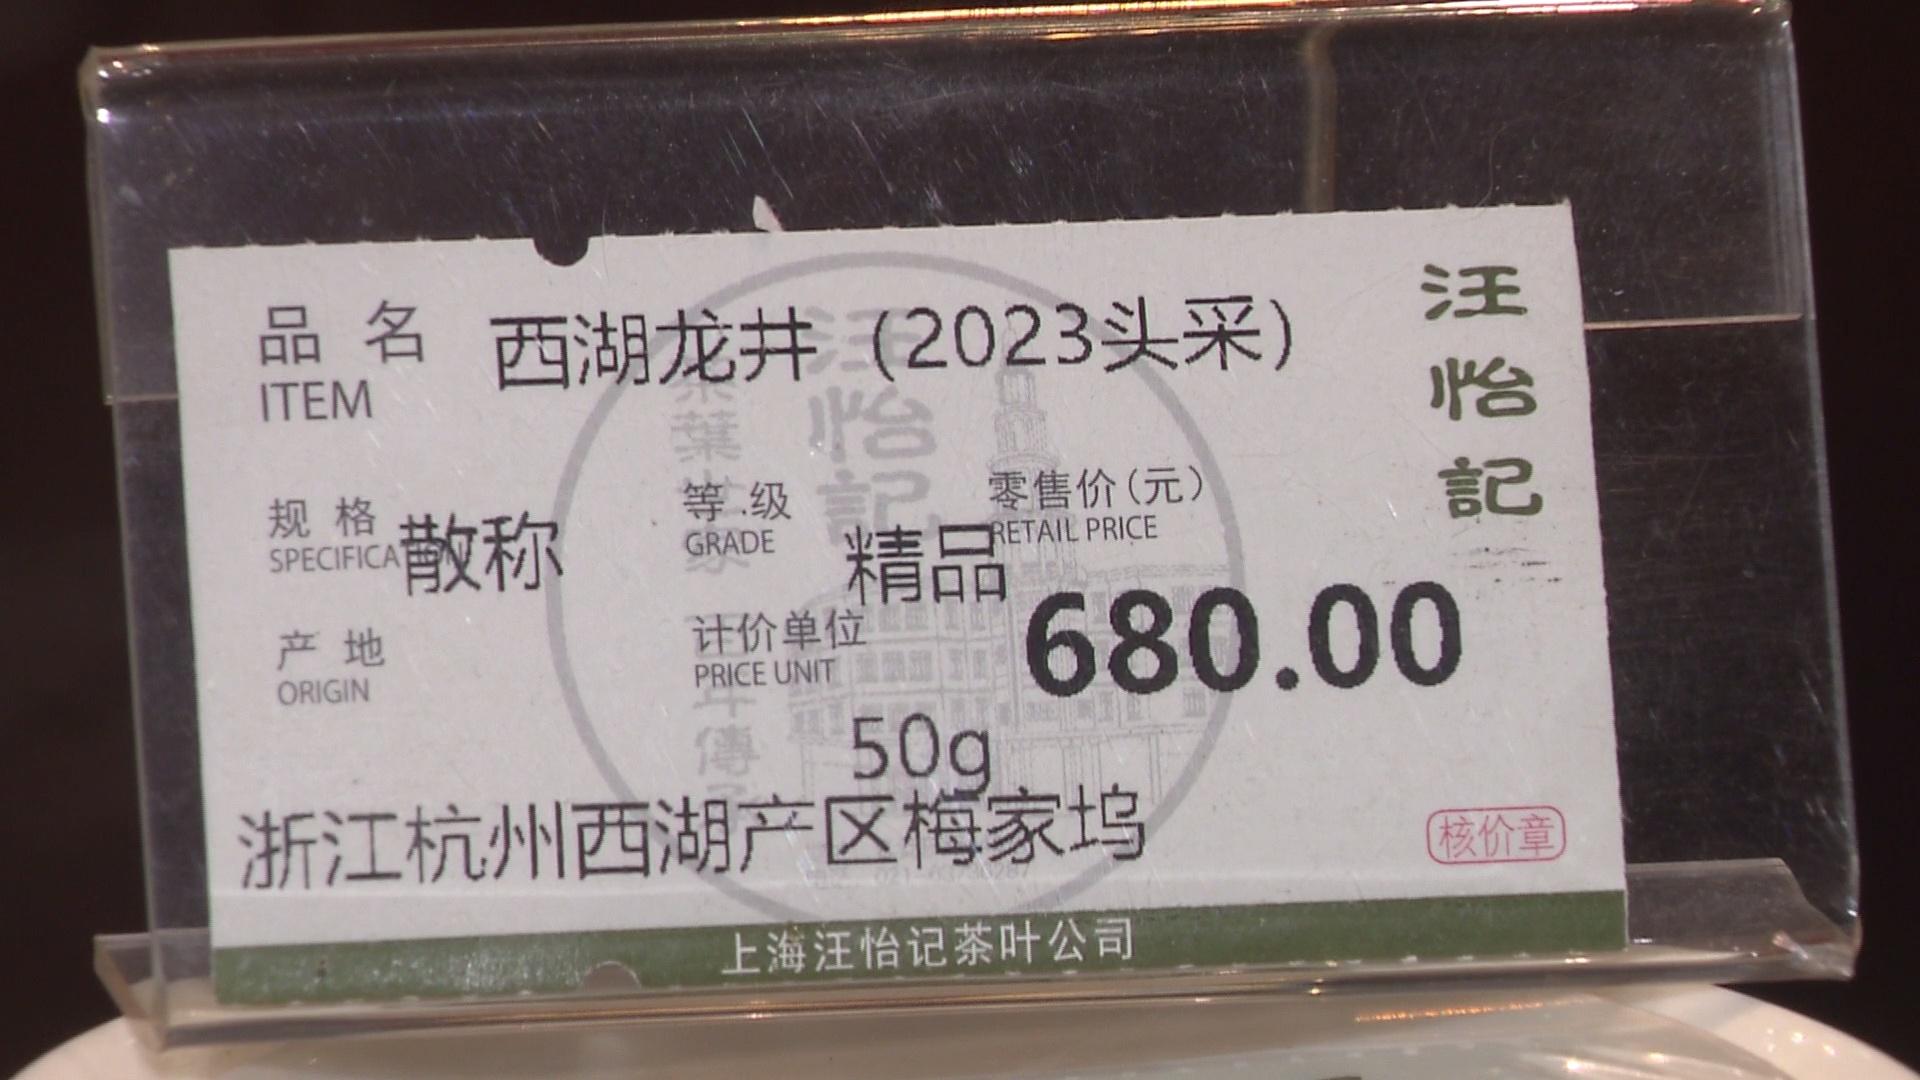 品 名 西湖龙井（2023头采）
ITEM
汪怡記
规 格 散称
SPECIFICATION
等 级 精品
GRADE
零售价(元)
RETAIL PRICE
680.00
产 地
ORIGIN
计价单位
PRICE UNIT
50g
浙江杭州西湖产区梅家坞
核价章
上海汪怡记茶叶公司